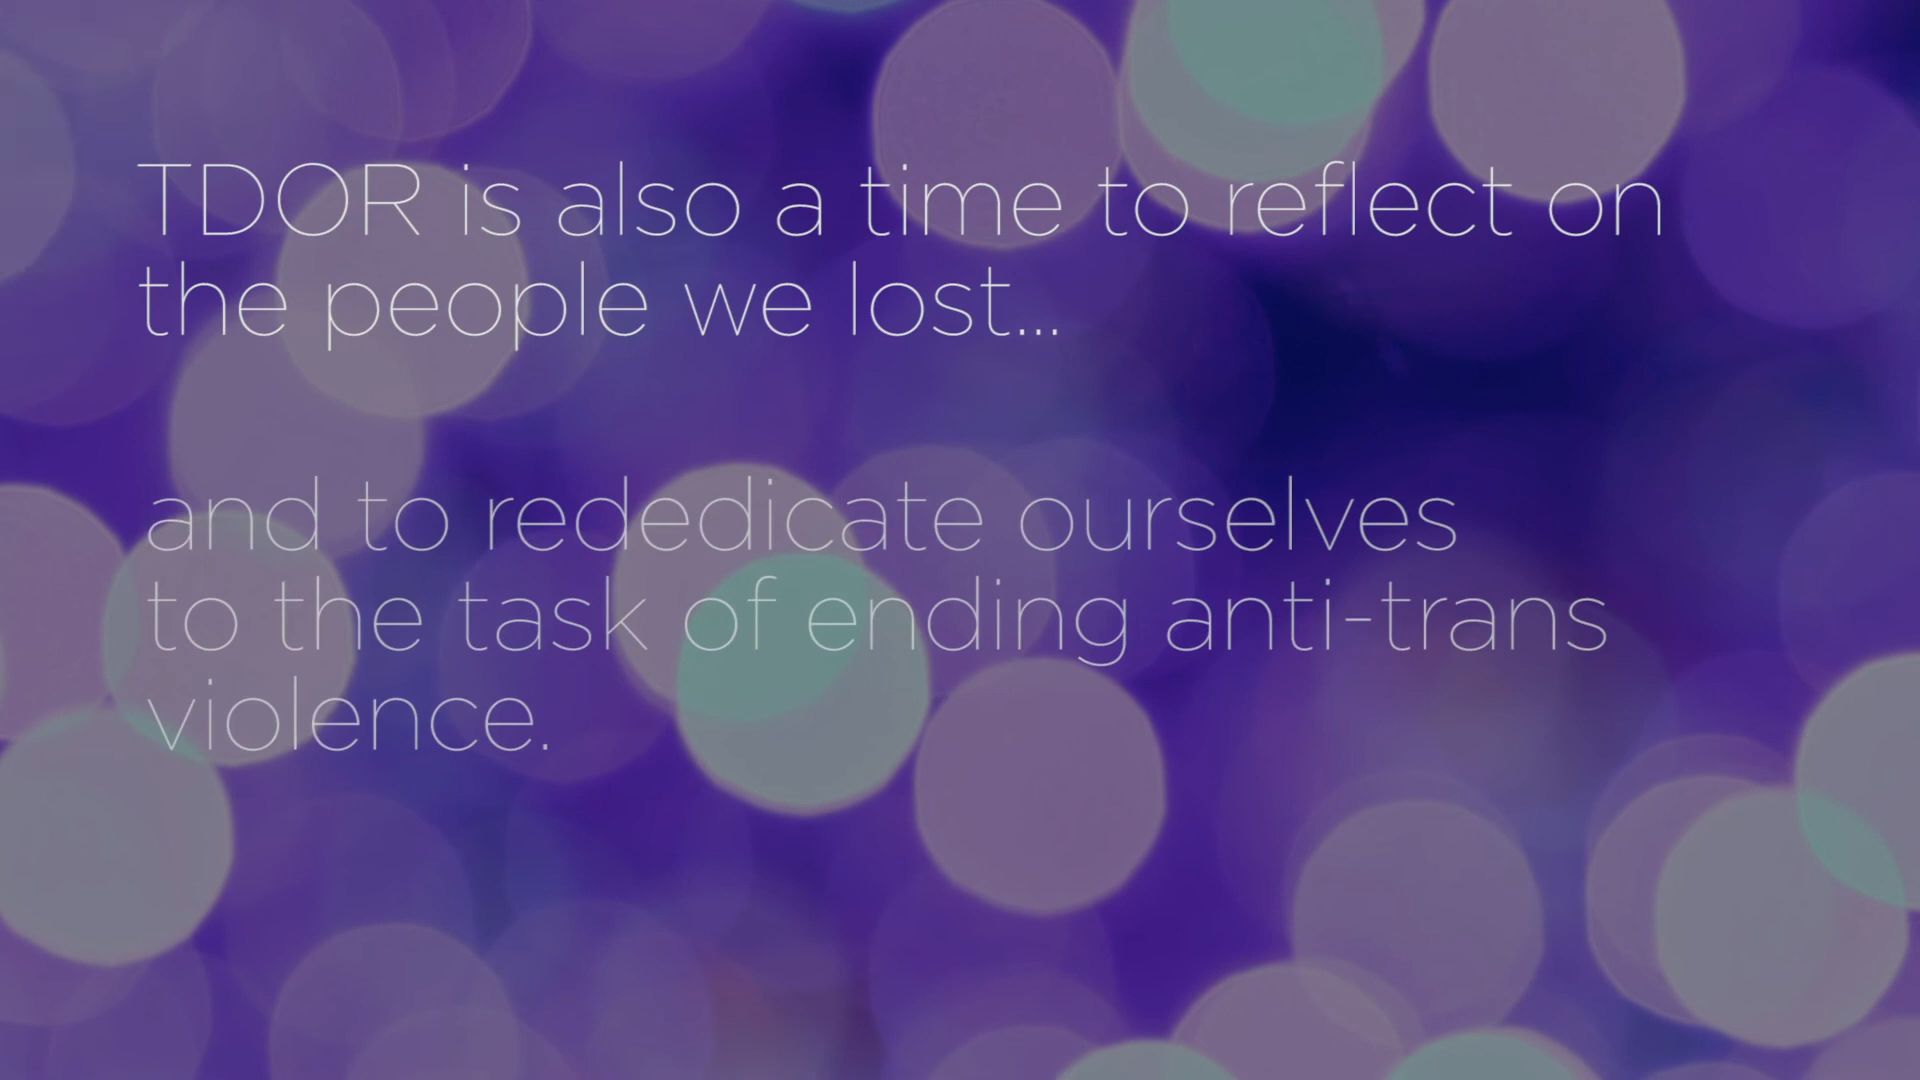 TDOR is also a time to reflect on
the people we lost...
and to rededicate ourselves
to the task of ending anti-trans
violence.